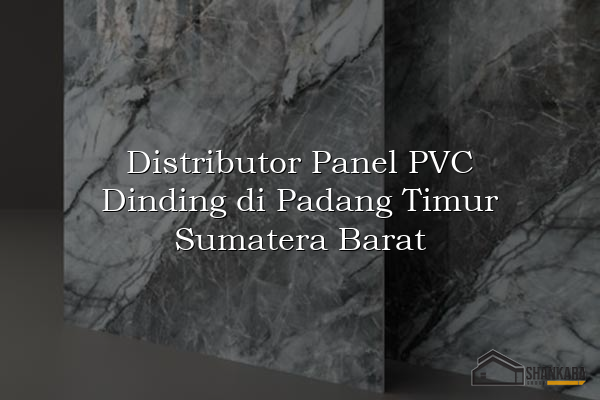 Distributor Panel PVC
Dinding di Padang Timur
Sumatera Barat
SHANKARA